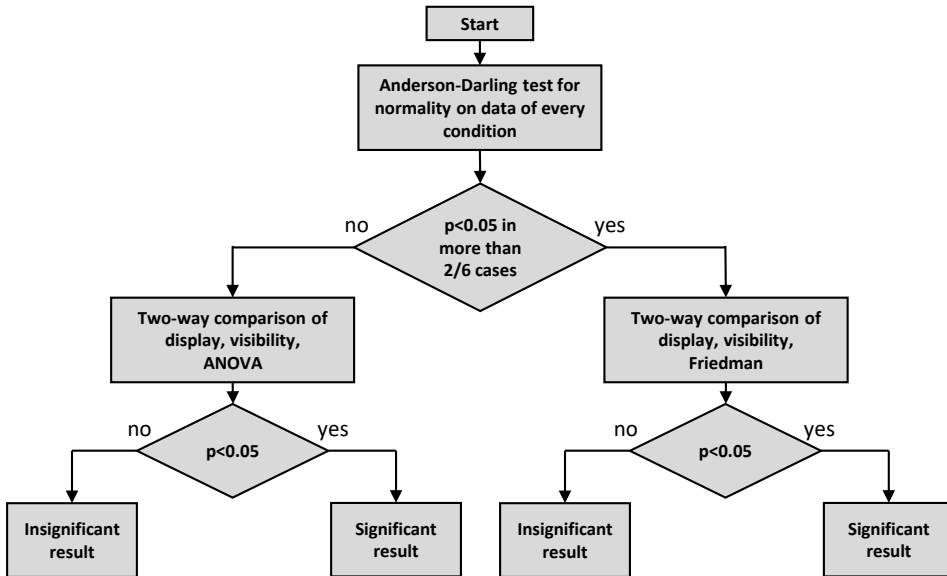 Start
Anderson-Darling test for
normality on data of every
condition
no
yes
p<0.05 in
more than
2/6 cases
Two-way comparison of
display, visibility,
ANOVA
Two-way comparison of
display, visibility,
Friedman
no
yes
p<0.05
no
yes
p<0.05
Insignificant
result
Significant
result
Insignificant
result
Significant
result